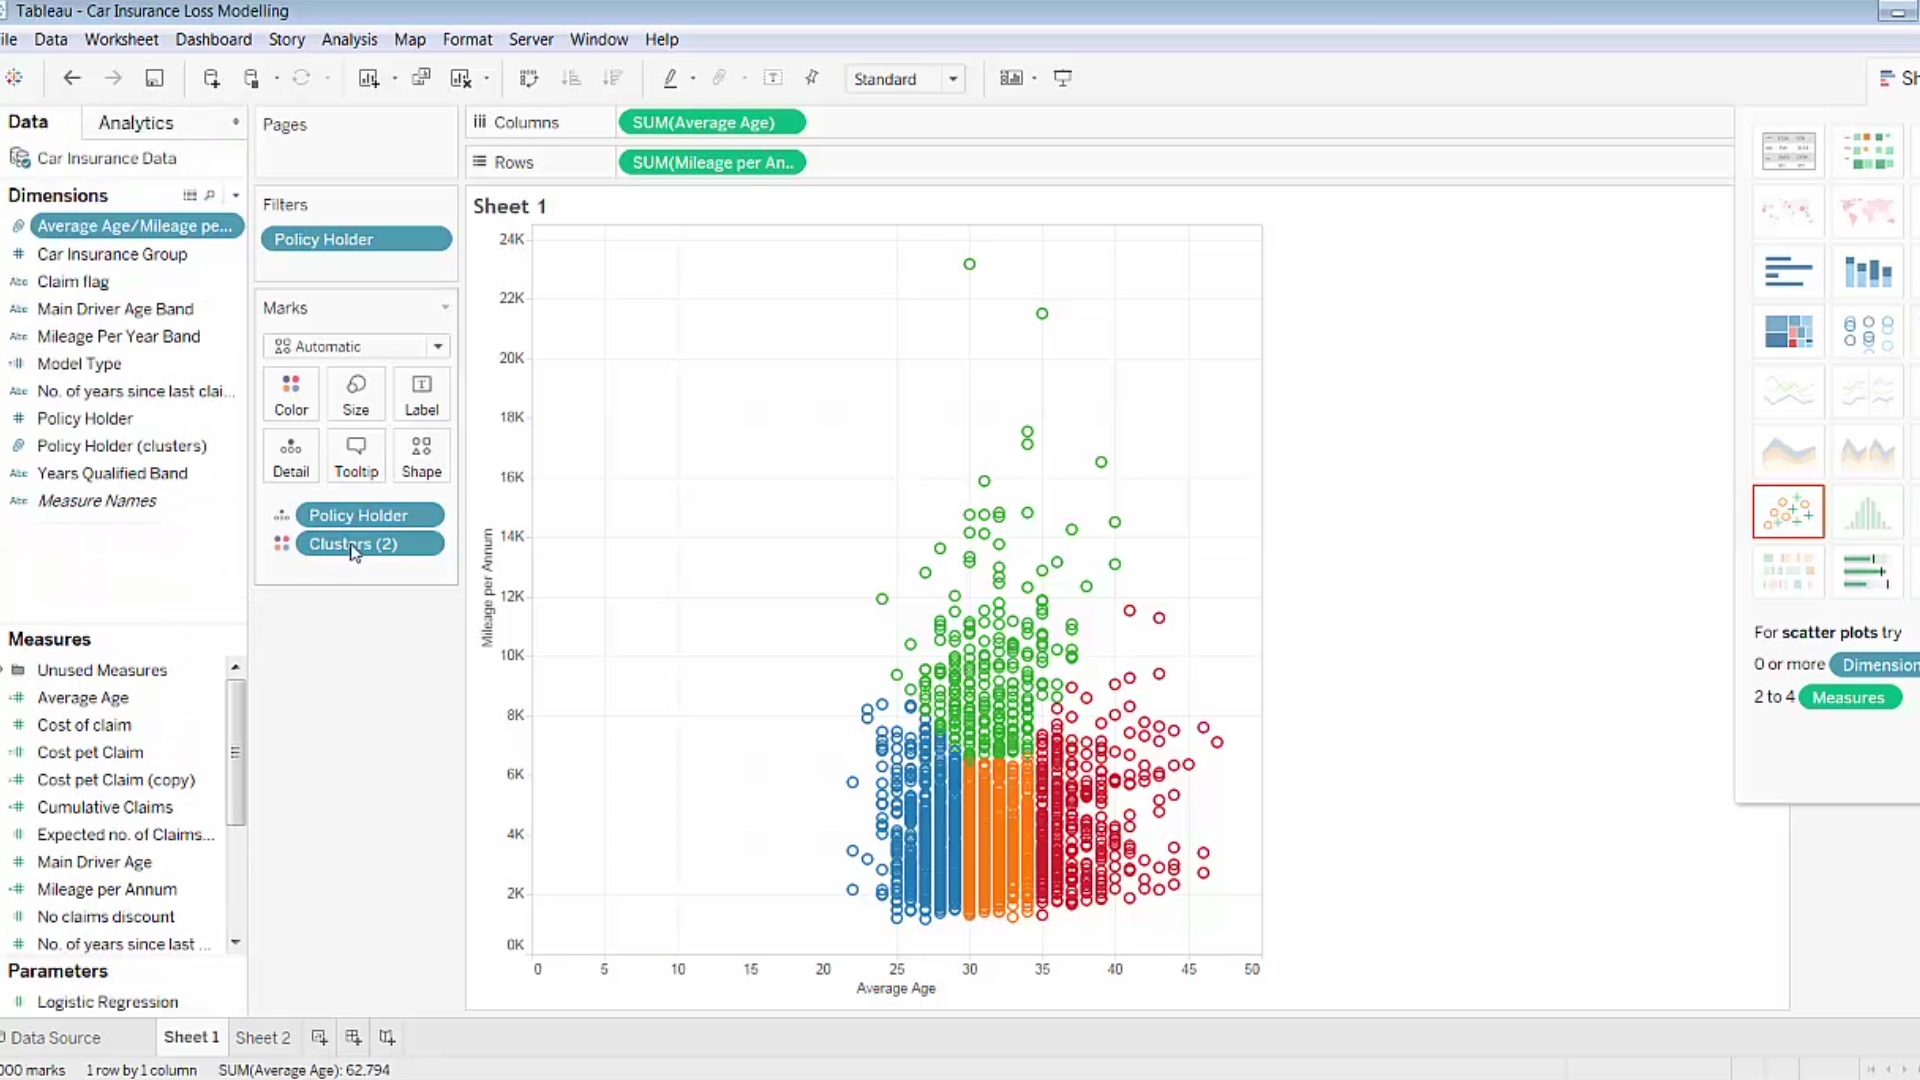 Tableau - Car Insurance Loss Modelling
ile Data Worksheet Dashboard Story Analysis Map Format Server Window Help
Standard
Sh
Data Analytics
Car Insurance Data
Dimensions
Average Age/Mileage pe...
# Car Insurance Group
Abc Claim flag
Abc Main Driver Age Band
Abc Mileage Per Year Band
Model Type
Abc No. of years since last clai...
# Policy Holder
Policy Holder (clusters)
Abc Years Qualified Band
Abc Measure Names
Measures
Unused Measures
# Average Age
# Cost of claim
Cost pet Claim
# Cost pet Claim (copy)
# Cumulative Claims
Expected no. of Claims...
# Main Driver Age
# Mileage per Annum
No claims discount
# No. of years since last ...
Parameters
Logistic Regression
Pages
Filters
Policy Holder
Marks
Automatic
Color Size Label
Detail Tooltip Shape
Policy Holder
Clusters (2)
Columns SUM(Average Age)
Rows SUM(Mileage per An..
Sheet 1
24K
22K
20K
18K
16K
14K
12K
10K
8K
6K
4K
2K
0K
Mileage per Annum
0 5 10 15 20 25 30 35 40 45 50
Average Age
For scatter plots try
0 or more Dimension
2 to 4 Measures
Data Source Sheet 1 Sheet 2
000 marks 1 row by 1 column SUM(Average Age): 62,794